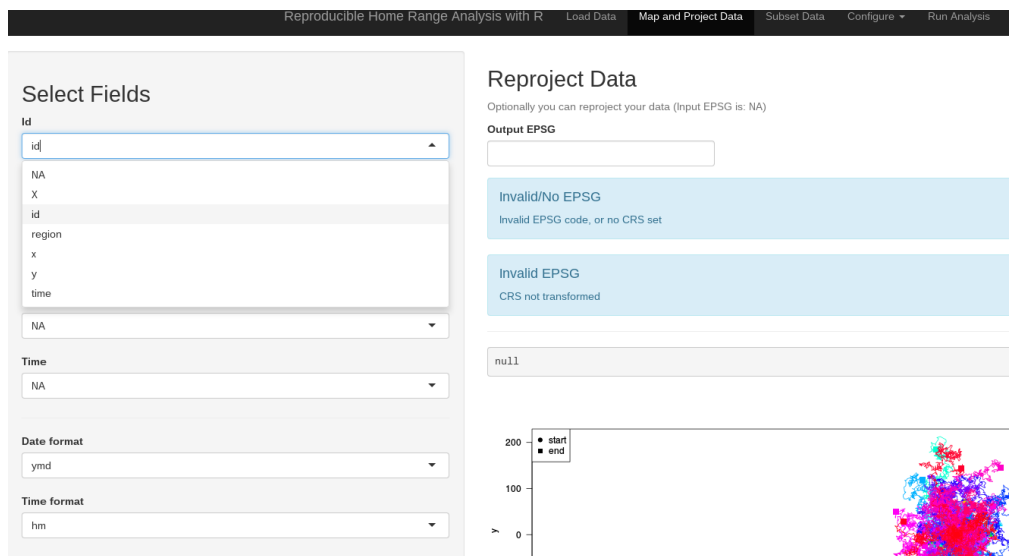 Reproducible Home Range Analysis with R Load Data Map and Project Data Subset Data Configure Run Analysis
Select Fields
Id
id
NA
X
id
region
x
y
time
NA
Time
NA
Date format
ymd
Time format
hm
Reproject Data
Optionally you can reproject your data (Input EPSG is: NA)
Output EPSG
Invalid/No EPSG
Invalid EPSG code, or no CRS set
Invalid EPSG
CRS not transformed
null
start
end
200
100
0
y